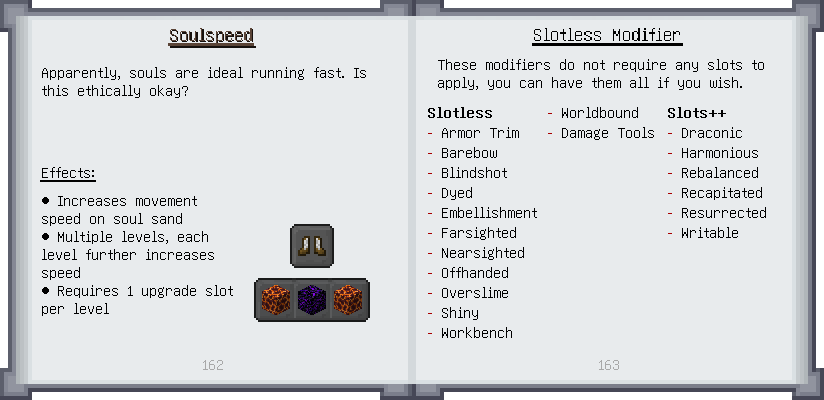 Soulspeed
Apparently, souls are ideal running fast. Is
this ethically okay?
Effects:
● Increases movement
speed on soul sand
● Multiple levels, each
level further increases
speed
● Requires 1 upgrade slot
per level
162
Slotless Modifier
These modifiers do not require any slots to
apply, you can have them all if you wish.
Slotless
- Armor Trim
- Barebow
- Blindshot
- Dyed
- Embellishment
- Farsighted
- Nearsighted
- Offhanded
- Overslime
- Shiny
- Workbench
- Worldbound
- Damage Tools
Slots++
- Draconic
- Harmonious
- Rebalanced
- Recapitated
- Resurrected
- Writable
163